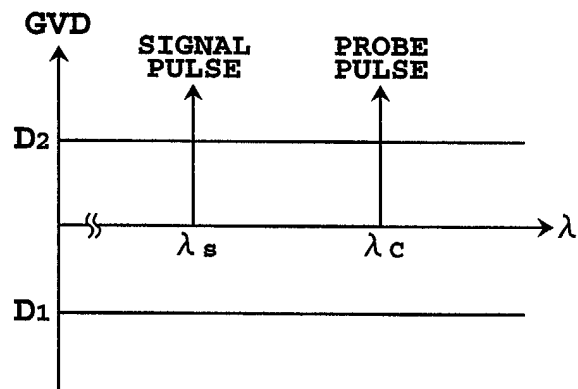 GVD
SIGNAL
PULSE
PROBE
PULSE
D2
λ
λs
λc
D1